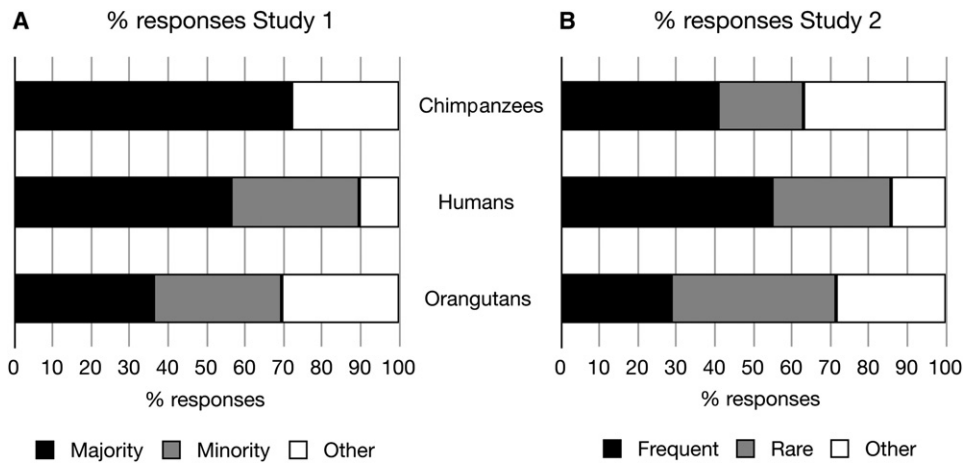 A % responses Study 1
B % responses Study 2
Chimpanzees
Humans
Orangutans
0 10 20 30 40 50 60 70 80 90 100
0 10 20 30 40 50 60 70 80 90 100
% responses
% responses
Majority Minority Other
Frequent Rare Other